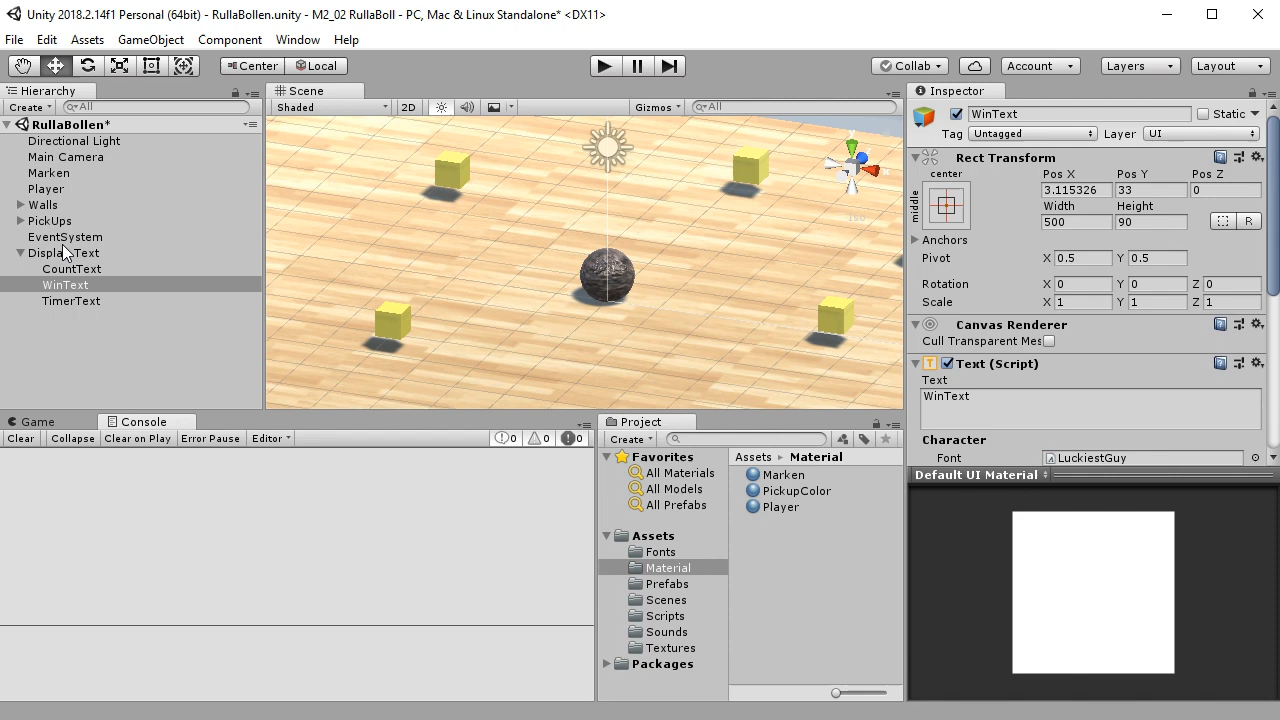 Unity 2018.2.14f1 Personal (64bit) - RullaBollen.unity - M2_02 RullaBoll - PC, Mac & Linux Standalone* <DX11>
File Edit Assets GameObject Component Window Help
Center Local Collab Account Layers Layout
Hierarchy
Create All
RullaBollen*
Directional Light
Main Camera
Marken
Player
Walls
PickUps
EventSystem
CountText
WinText
TimerText
Scene
Shaded 2D Gizmos All
Inspector
WinText Static
Tag Untagged Layer UI
Rect Transform
center Pos X Pos Y Pos Z
middle 3.115326 33 0
Width Height
500 90 R
Anchors
Pivot X 0.5 Y 0.5
Rotation X 0 Y 0 Z 0
Scale X 1 Y 1 Z 1
Canvas Renderer
Cull Transparent Mes
Text (Script)
Text
WinText
Character
Font LuckiestGuy
Default UI Material
Game Console
Clear Collapse Clear on Play Error Pause Editor 0 0 0
Project
Create
Favorites
All Materials
All Models
All Prefabs
Assets
Fonts
Material
Prefabs
Scenes
Scripts
Sounds
Textures
Packages
Assets Material
Marken
PickupColor
Player